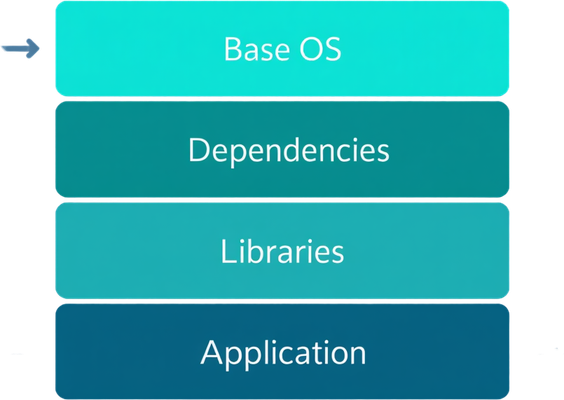 Base OS
Dependencies
Libraries
Application